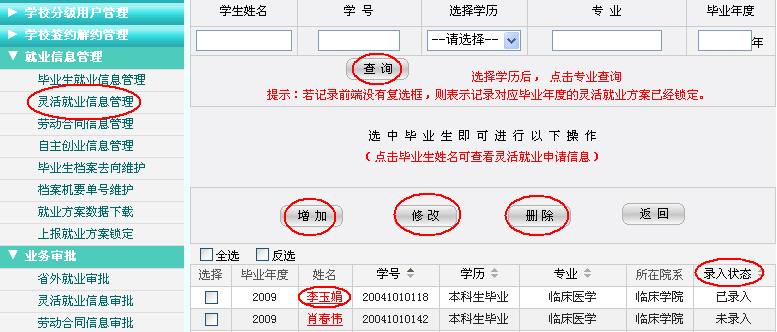 学校分级用户管理
学校签约解约管理
就业信息管理
毕业生就业信息管理
灵活就业信息管理
劳动合同信息管理
自主创业信息管理
毕业生档案去向维护
档案机要单号维护
就业方案数据下载
上报就业方案锁定
业务审批
省外就业审批
灵活就业信息审批
劳动合同信息审批
学生姓名 学 号 选择学历 专 业 毕业年度
--请选择-- 年
查 询 选择学历后， 点击专业查询
提示：若记录前端没有复选框，则表示记录对应毕业年度的灵活就业方案已经锁定。
选 中 毕 业 生 即 可 进 行 以 下 操 作
（点击毕业生姓名可查看灵活就业申请信息）
增 加 修 改 删 除 返 回
全选 反选
选择 毕业年度 姓名 学号 学历 专业 所在院系 录入状态
2009 李玉娟 20041010118 本科生毕业 临床医学 临床学院 已录入
2009 肖春伟 20041010142 本科生毕业 临床医学 临床学院 未录入